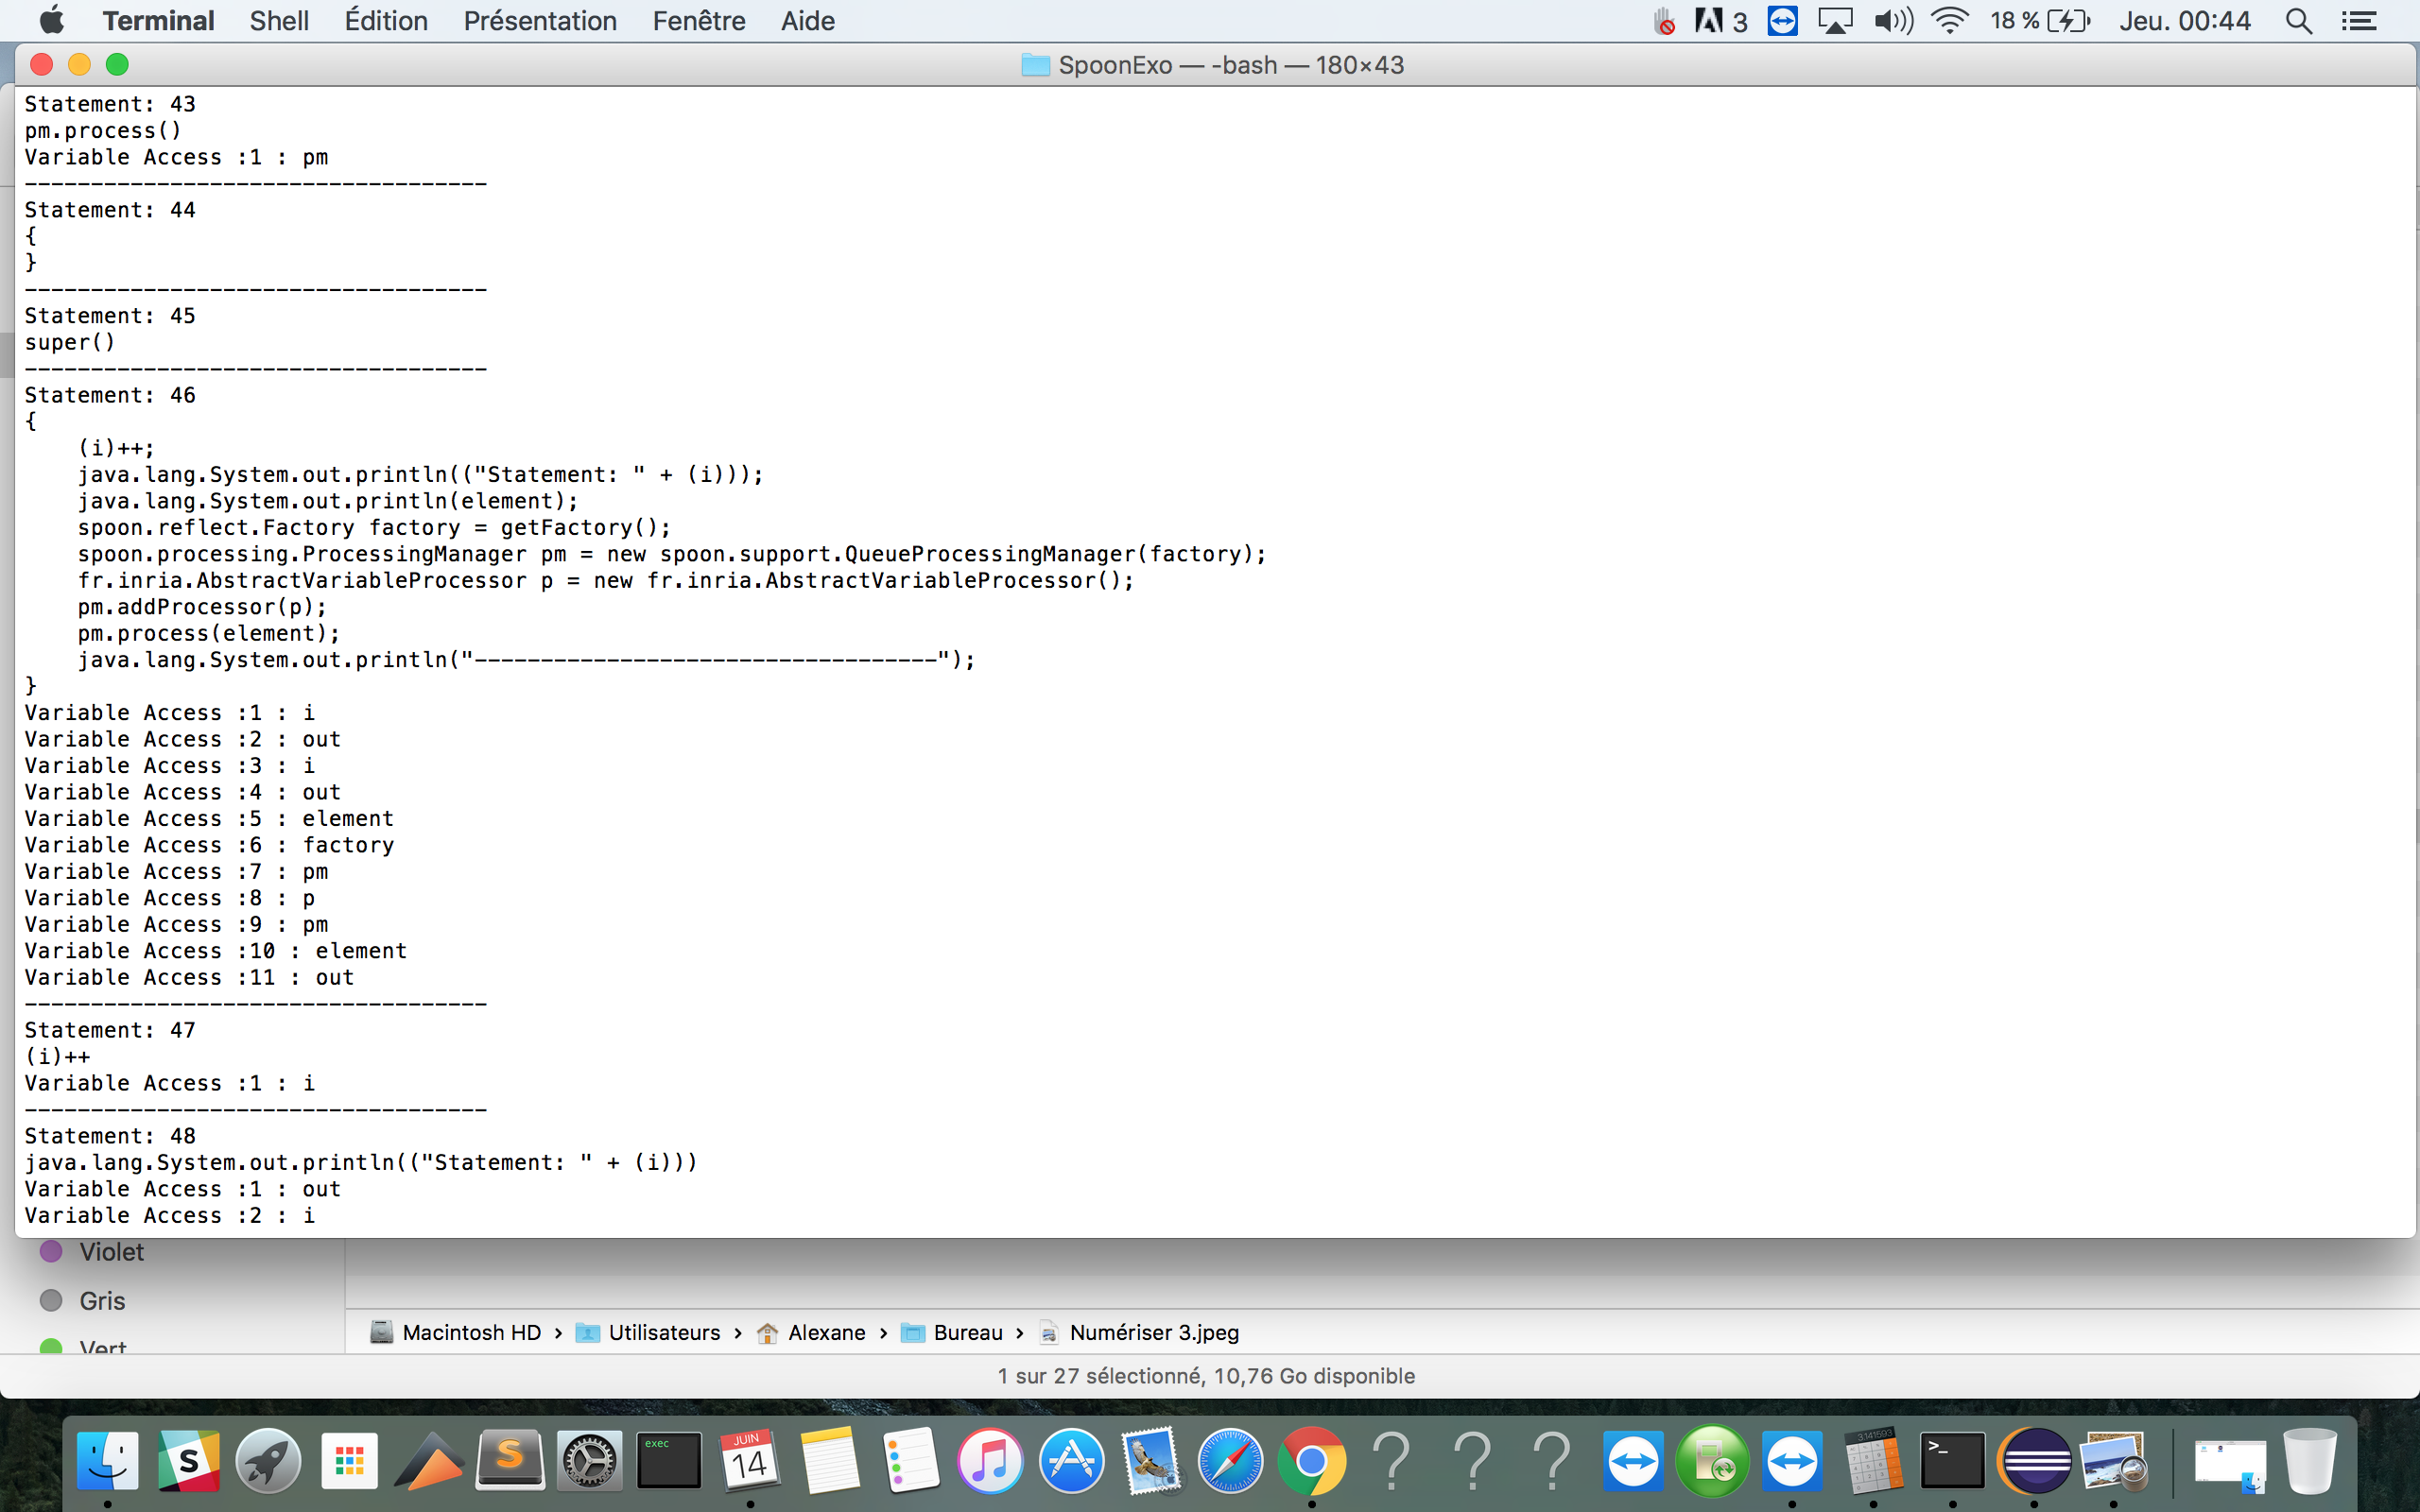 Terminal Shell Édition Présentation Fenêtre Aide 3 18 % Jeu. 00:44
SpoonExo — -bash — 180×43
Statement: 43
pm.process()
Variable Access :1 : pm
-----------------------------------
Statement: 44
{
}
-----------------------------------
Statement: 45
super()
-----------------------------------
Statement: 46
{
    (i)++;
    java.lang.System.out.println(("Statement: " + (i)));
    java.lang.System.out.println(element);
    spoon.reflect.Factory factory = getFactory();
    spoon.processing.ProcessingManager pm = new spoon.support.QueueProcessingManager(factory);
    fr.inria.AbstractVariableProcessor p = new fr.inria.AbstractVariableProcessor();
    pm.addProcessor(p);
    pm.process(element);
    java.lang.System.out.println("-----------------------------------");
}
Variable Access :1 : i
Variable Access :2 : out
Variable Access :3 : i
Variable Access :4 : out
Variable Access :5 : element
Variable Access :6 : factory
Variable Access :7 : pm
Variable Access :8 : p
Variable Access :9 : pm
Variable Access :10 : element
Variable Access :11 : out
-----------------------------------
Statement: 47
(i)++
Variable Access :1 : i
-----------------------------------
Statement: 48
java.lang.System.out.println(("Statement: " + (i)))
Variable Access :1 : out
Variable Access :2 : i
Violet
Gris
Vert
Macintosh HD › Utilisateurs › Alexane › Bureau › Numériser 3.jpeg
1 sur 27 sélectionné, 10,76 Go disponible
S
S
exec
JUIN
14
? ? ?
3.141593
>_